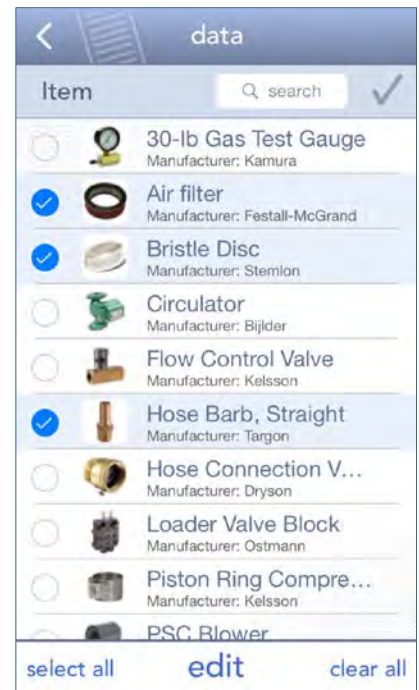 data
Item
search
30-lb Gas Test Gauge
Manufacturer: Kamura
Air filter
Manufacturer: Festall-McGrand
Bristle Disc
Manufacturer: Stemlon
Circulator
Manufacturer: Bijlder
Flow Control Valve
Manufacturer: Kelsson
Hose Barb, Straight
Manufacturer: Targon
Hose Connection V...
Manufacturer: Dryson
Loader Valve Block
Manufacturer: Ostmann
Piston Ring Compre...
Manufacturer: Kelsson
PSC Blower
select all edit clear all